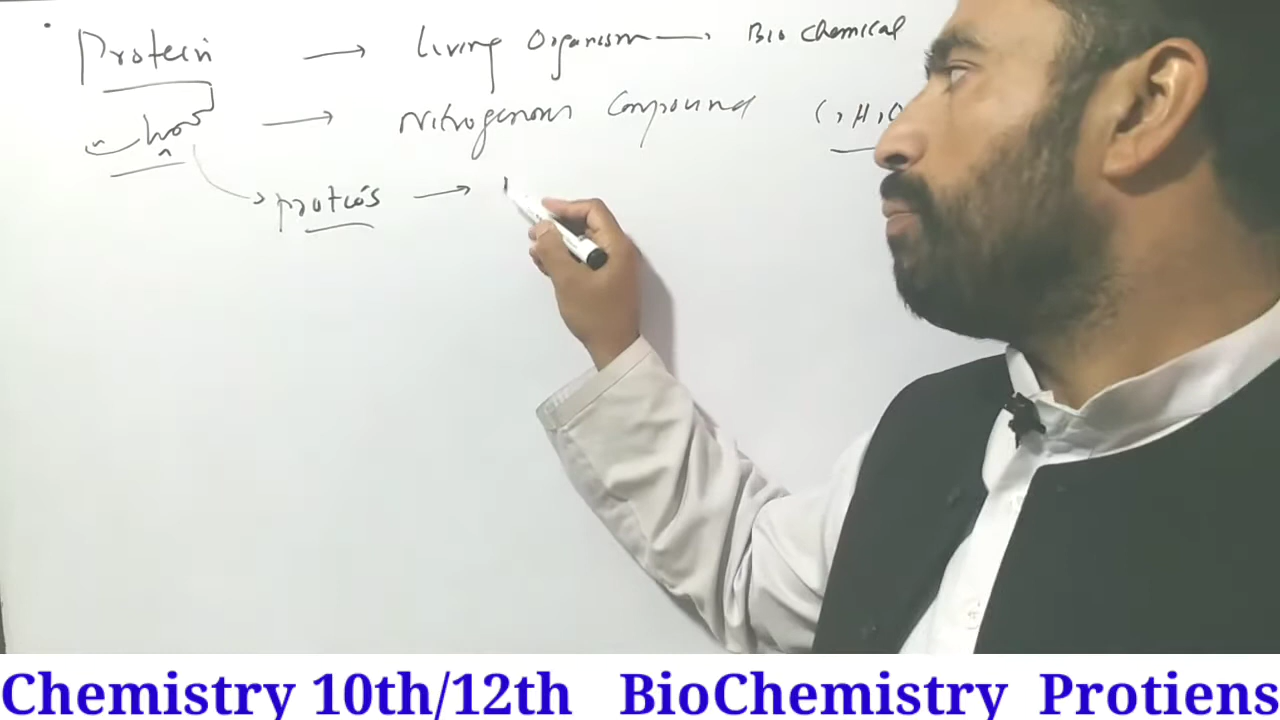 Protein → Living Organism → Bio Chemical
→ Nitrogenous Compound C, H, O
proteios →
Chemistry 10th/12th BioChemistry Protiens